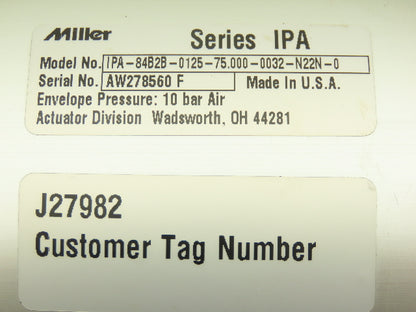 Miller Series IPA
Model No. IPA-84B2B-0125-75.000-0032-N22N-0
Serial No. AW278560 F Made in U.S.A.
Envelope Pressure: 10 bar Air
Actuator Division Wadsworth, OH 44281
J27982
Customer Tag Number